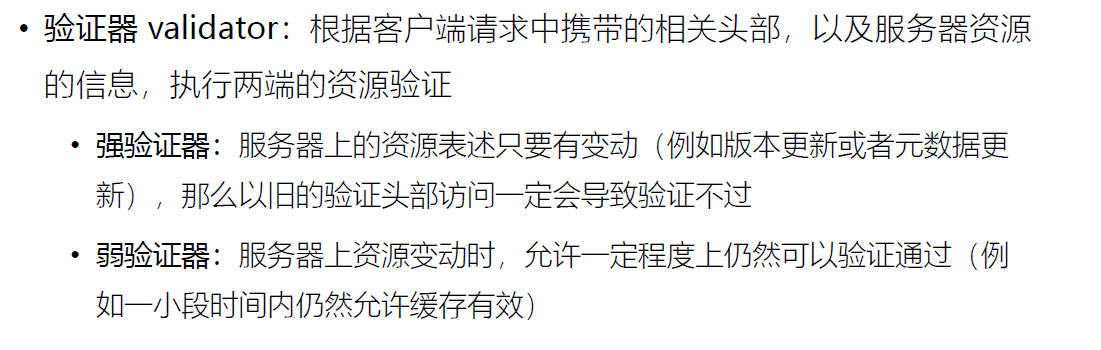 • 验证器 validator：根据客户端请求中携带的相关头部，以及服务器资源
的信息，执行两端的资源验证
• 强验证器：服务器上的资源表述只要有变动（例如版本更新或者元数据更
新），那么以旧的验证头部访问一定会导致验证不过
• 弱验证器：服务器上资源变动时，允许一定程度上仍然可以验证通过（例
如一小段时间内仍然允许缓存有效）